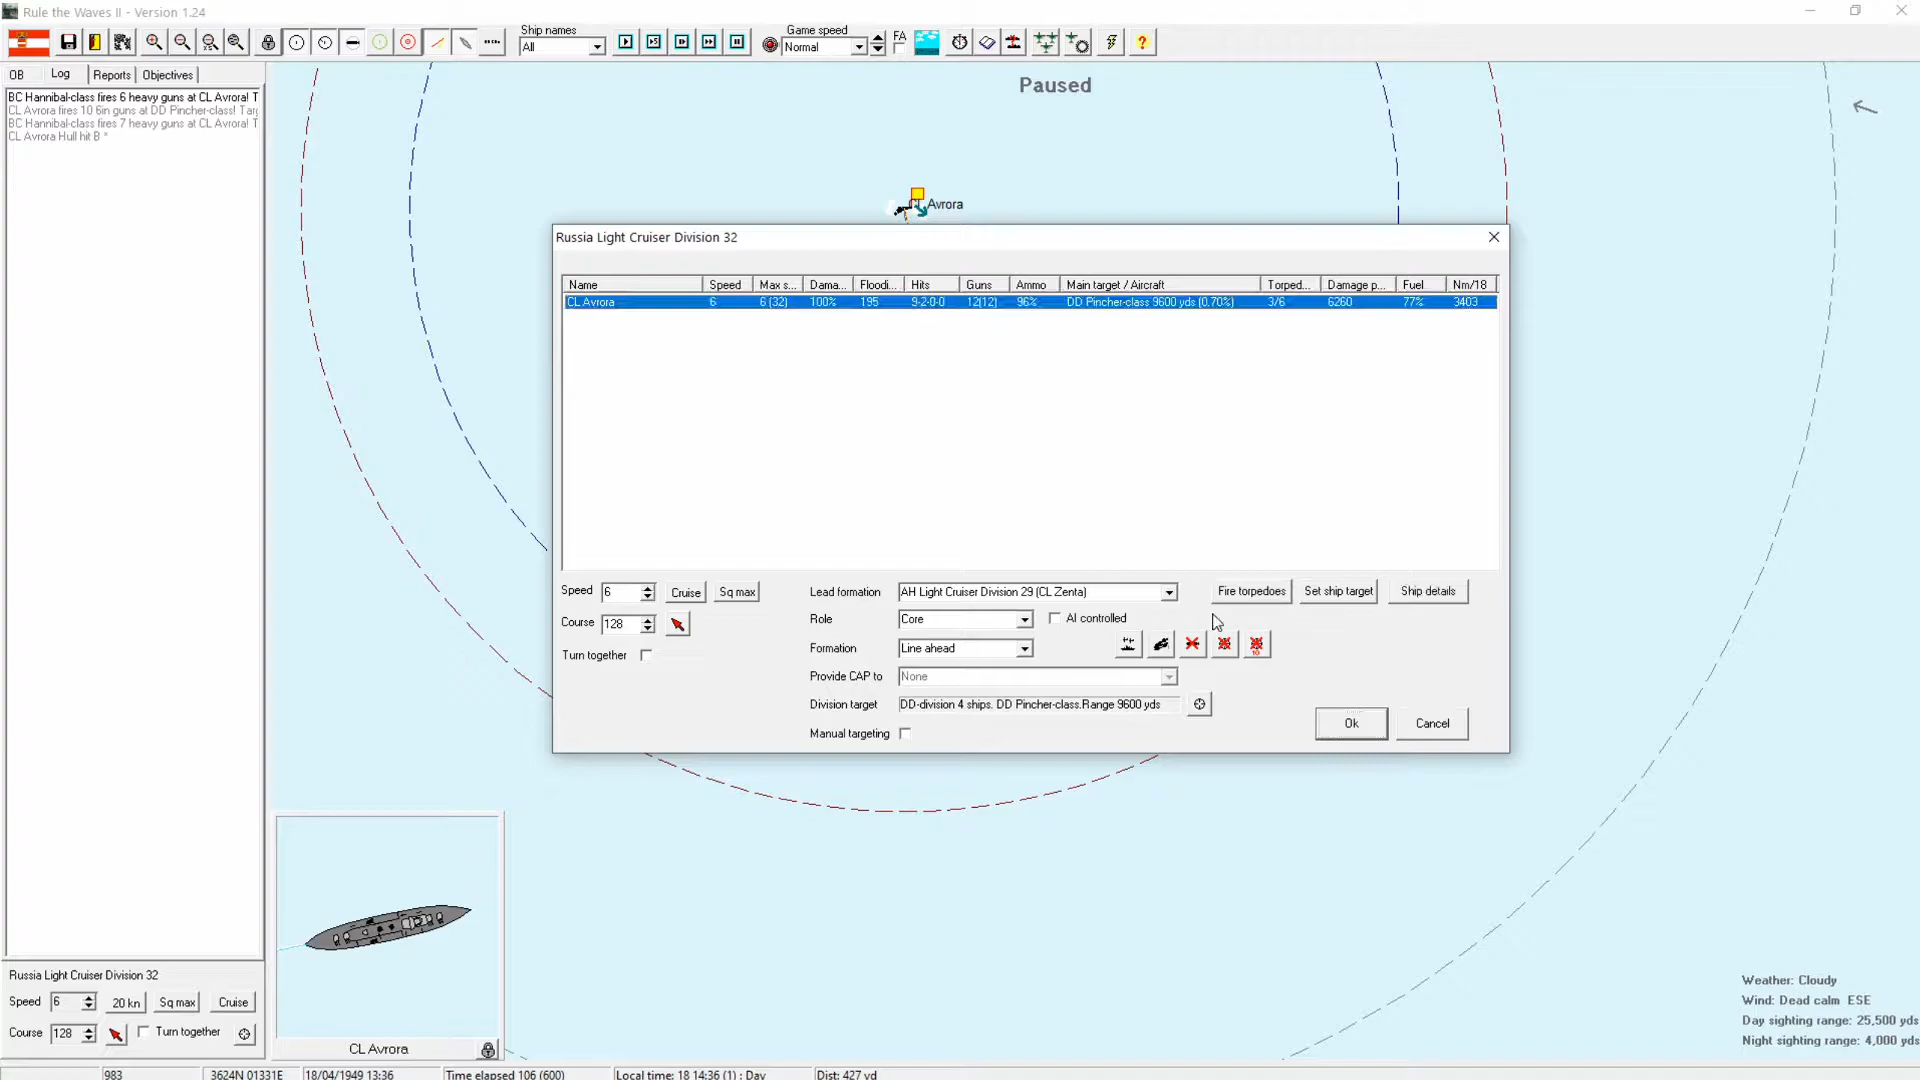 Rule the Waves II - Version 1.24
Ship names
All
Game speed
Normal
FA
OB
Log
Reports
Objectives
BC Hannibal-class fires 6 heavy guns at CL Avrora! T
CL Avrora fires 10 6in guns at DD Pincher-class! Targ
BC Hannibal-class fires 7 heavy guns at CL Avrora! T
CL Avrora Hull hit B *
Paused
CL Avrora
Russia Light Cruiser Division 32
Name Speed Max s... Dama... Floodi... Hits Guns Ammo Main target / Aircraft Torped... Damage p... Fuel Nm/18
CL Avrora 6 6 (32) 100% 195 9-2-0-0 12(12) 96% DD Pincher-class 9600 yds (0,70%) 3/6 6260 77% 3403
Speed 6 Cruise Sq max
Course 128
Turn together
Lead formation AH Light Cruiser Division 29 (CL Zenta)
Role Core AI controlled
Formation Line ahead
Provide CAP to None
Division target DD-division 4 ships. DD Pincher-class.Range 9600 yds
Manual targeting
Fire torpedoes Set ship target Ship details
10
Ok Cancel
Russia Light Cruiser Division 32
Speed 6 20 kn Sq max Cruise
Course 128 Turn together
CL Avrora
Weather: Cloudy
Wind: Dead calm ESE
Day sighting range: 25,500 yds
Night sighting range: 4,000 yds
983 3624N 01331E 18/04/1949 13:36 Time elapsed 106 (600) Local time: 18 14:36 (1) : Day Dist: 427 yd